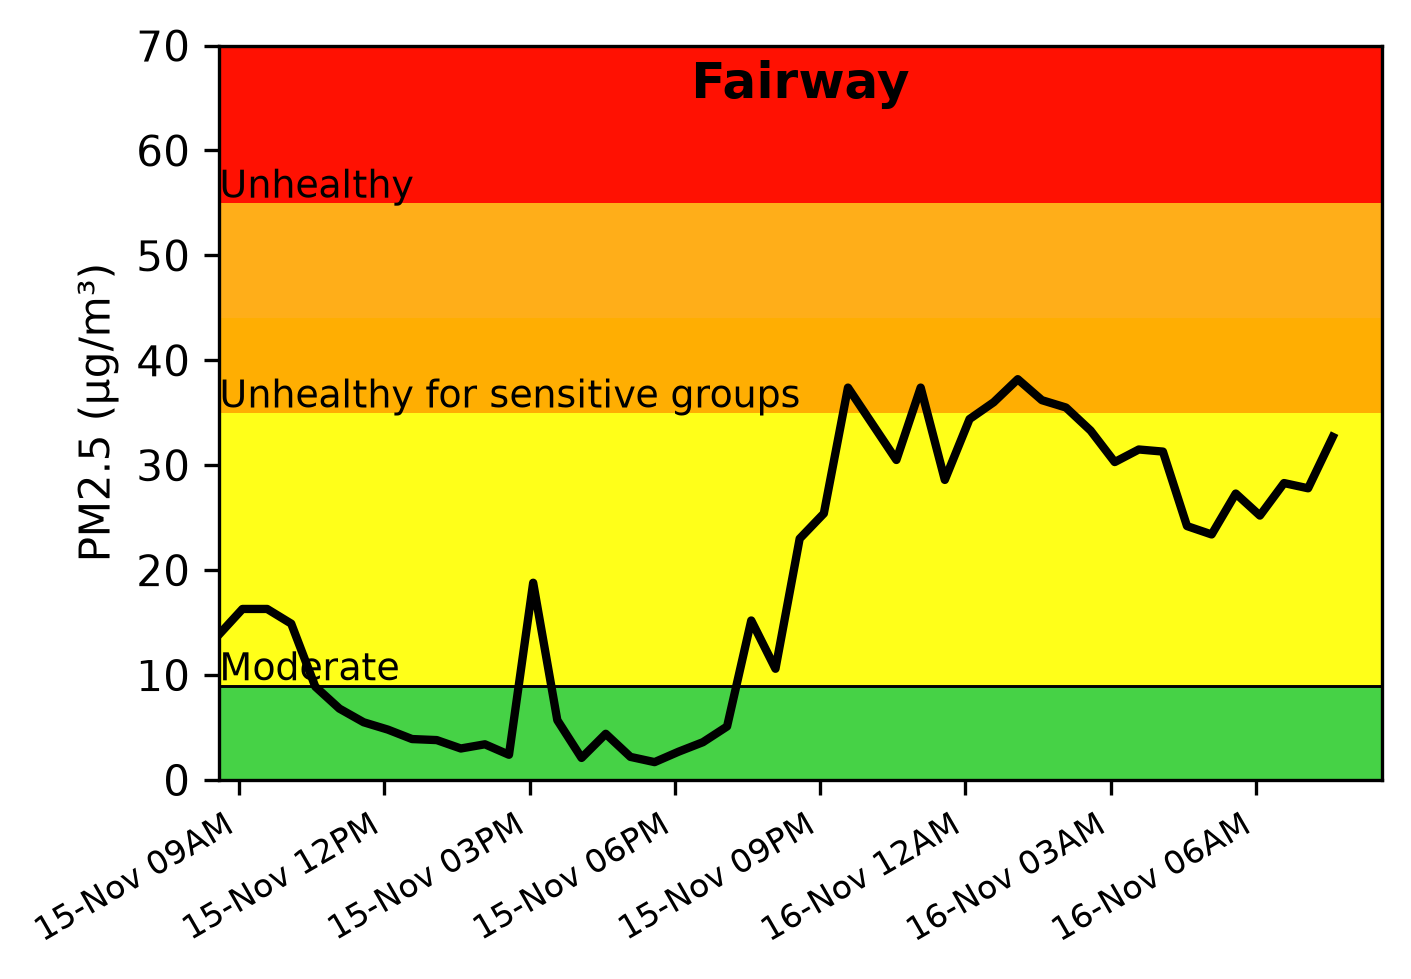 Fairway
70
60
Unhealthy
50
40
Unhealthy for sensitive groups
30
20
Moderate
10
0
PM2.5 (µg/m³)
15-Nov 09AM
15-Nov 12PM
15-Nov 03PM
15-Nov 06PM
15-Nov 09PM
16-Nov 12AM
16-Nov 03AM
16-Nov 06AM